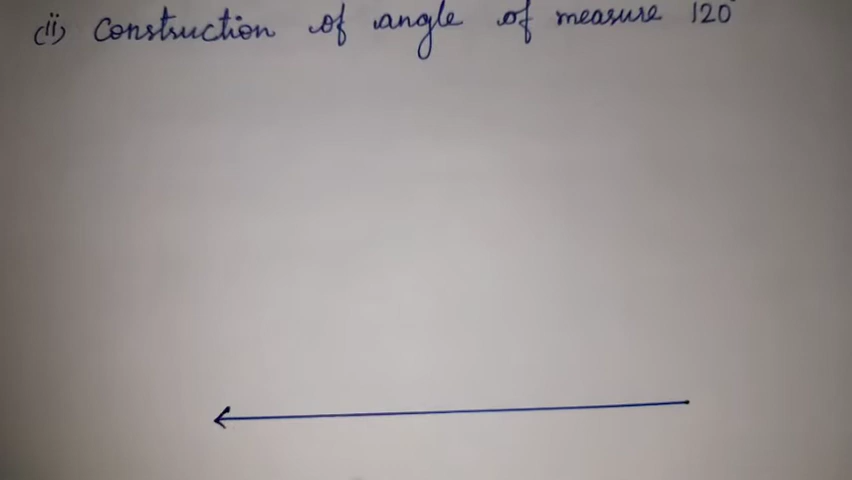 (ii) Construction of angle of measure 120°